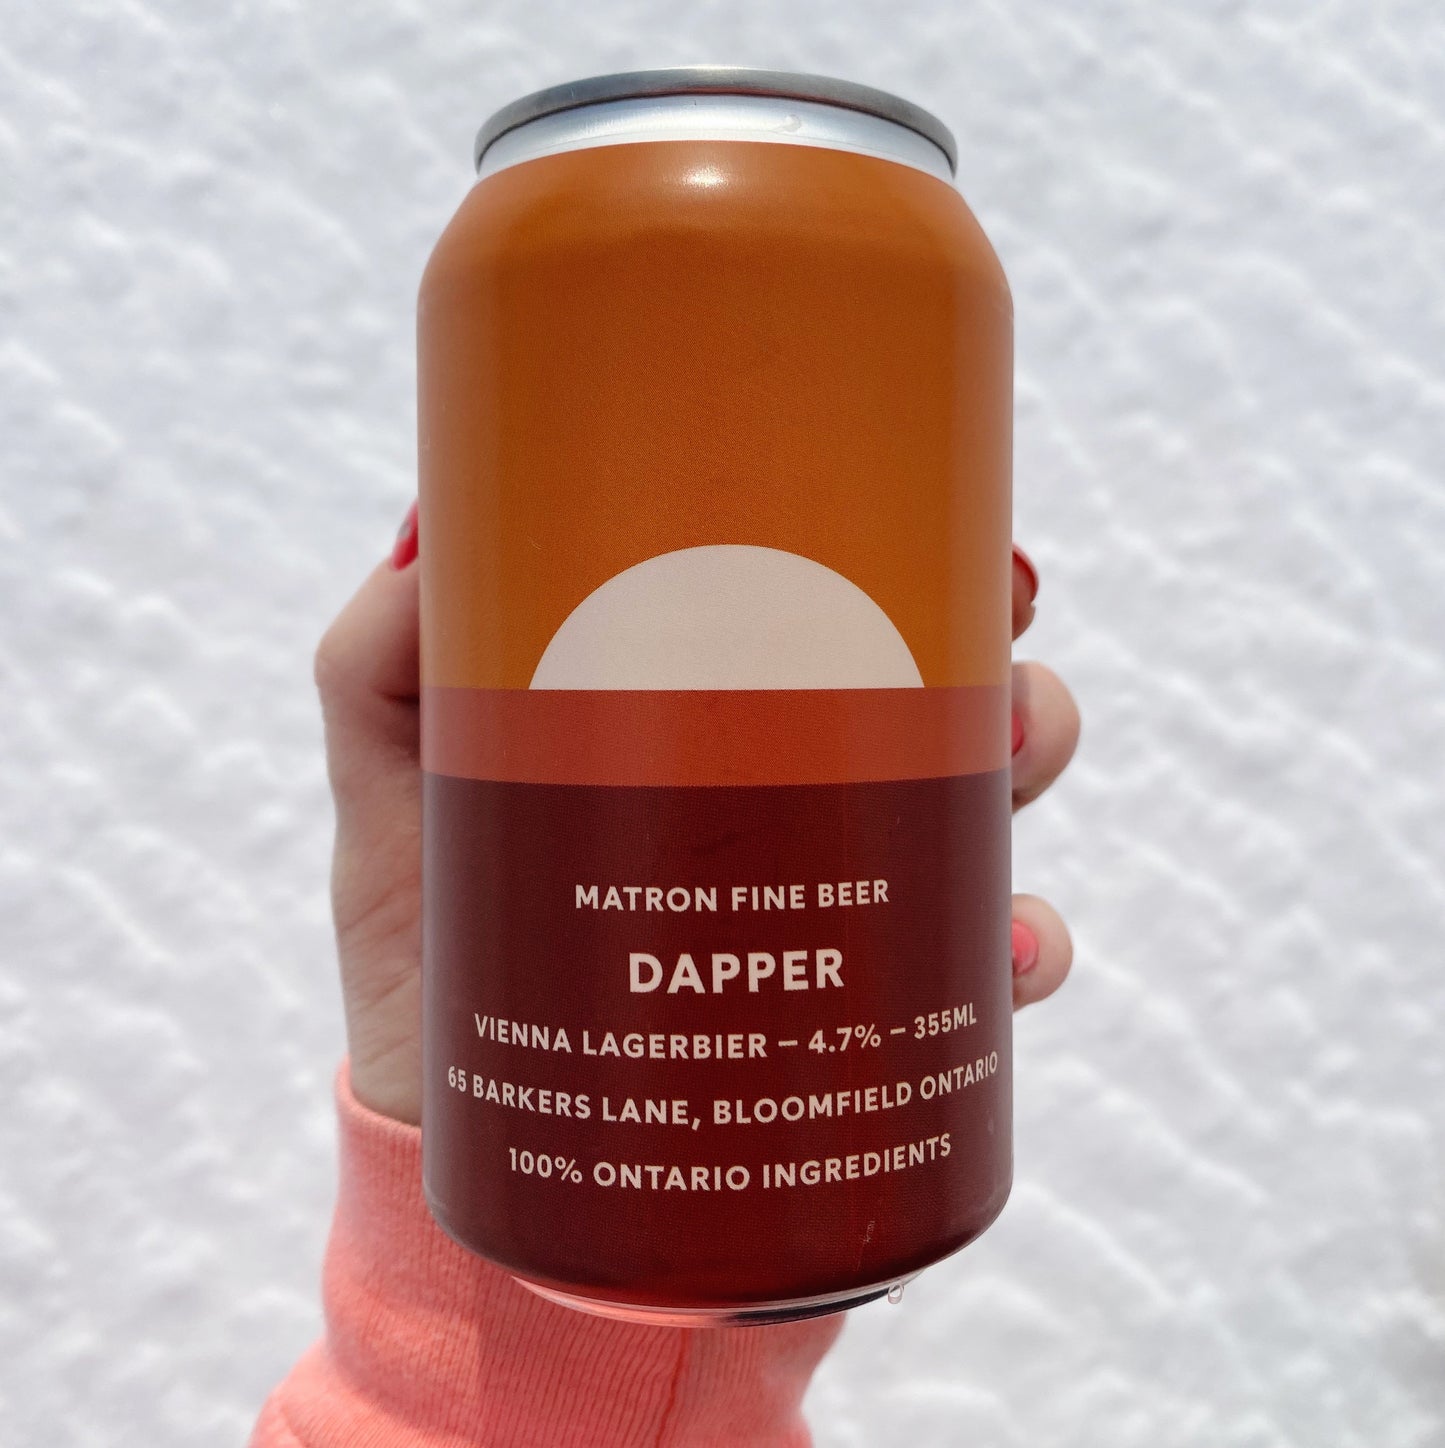 MATRON FINE BEER
DAPPER
VIENNA LAGERBIER – 4.7% – 355ML
65 BARKERS LANE, BLOOMFIELD ONTARIO
100% ONTARIO INGREDIENTS